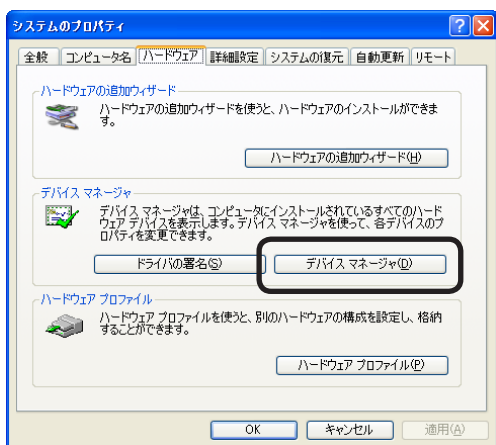 システムのプロパティ
全般 コンピュータ名 ハードウェア 詳細設定 システムの復元 自動更新 リモート
ハードウェアの追加ウィザード
ハードウェアの追加ウィザードを使うと、ハードウェアのインストールができま
す。
ハードウェアの追加ウィザード(H)
デバイス マネージャ
デバイス マネージャは、コンピュータにインストールされているすべてのハード
ウェア デバイスを表示します。デバイス マネージャを使って、各デバイスのプ
ロパティを変更できます。
ドライバの署名(S) デバイス マネージャ(D)
ハードウェア プロファイル
ハードウェア プロファイルを使うと、別のハードウェアの構成を設定し、格納
することができます。
ハードウェア プロファイル(P)
OK キャンセル 適用(A)